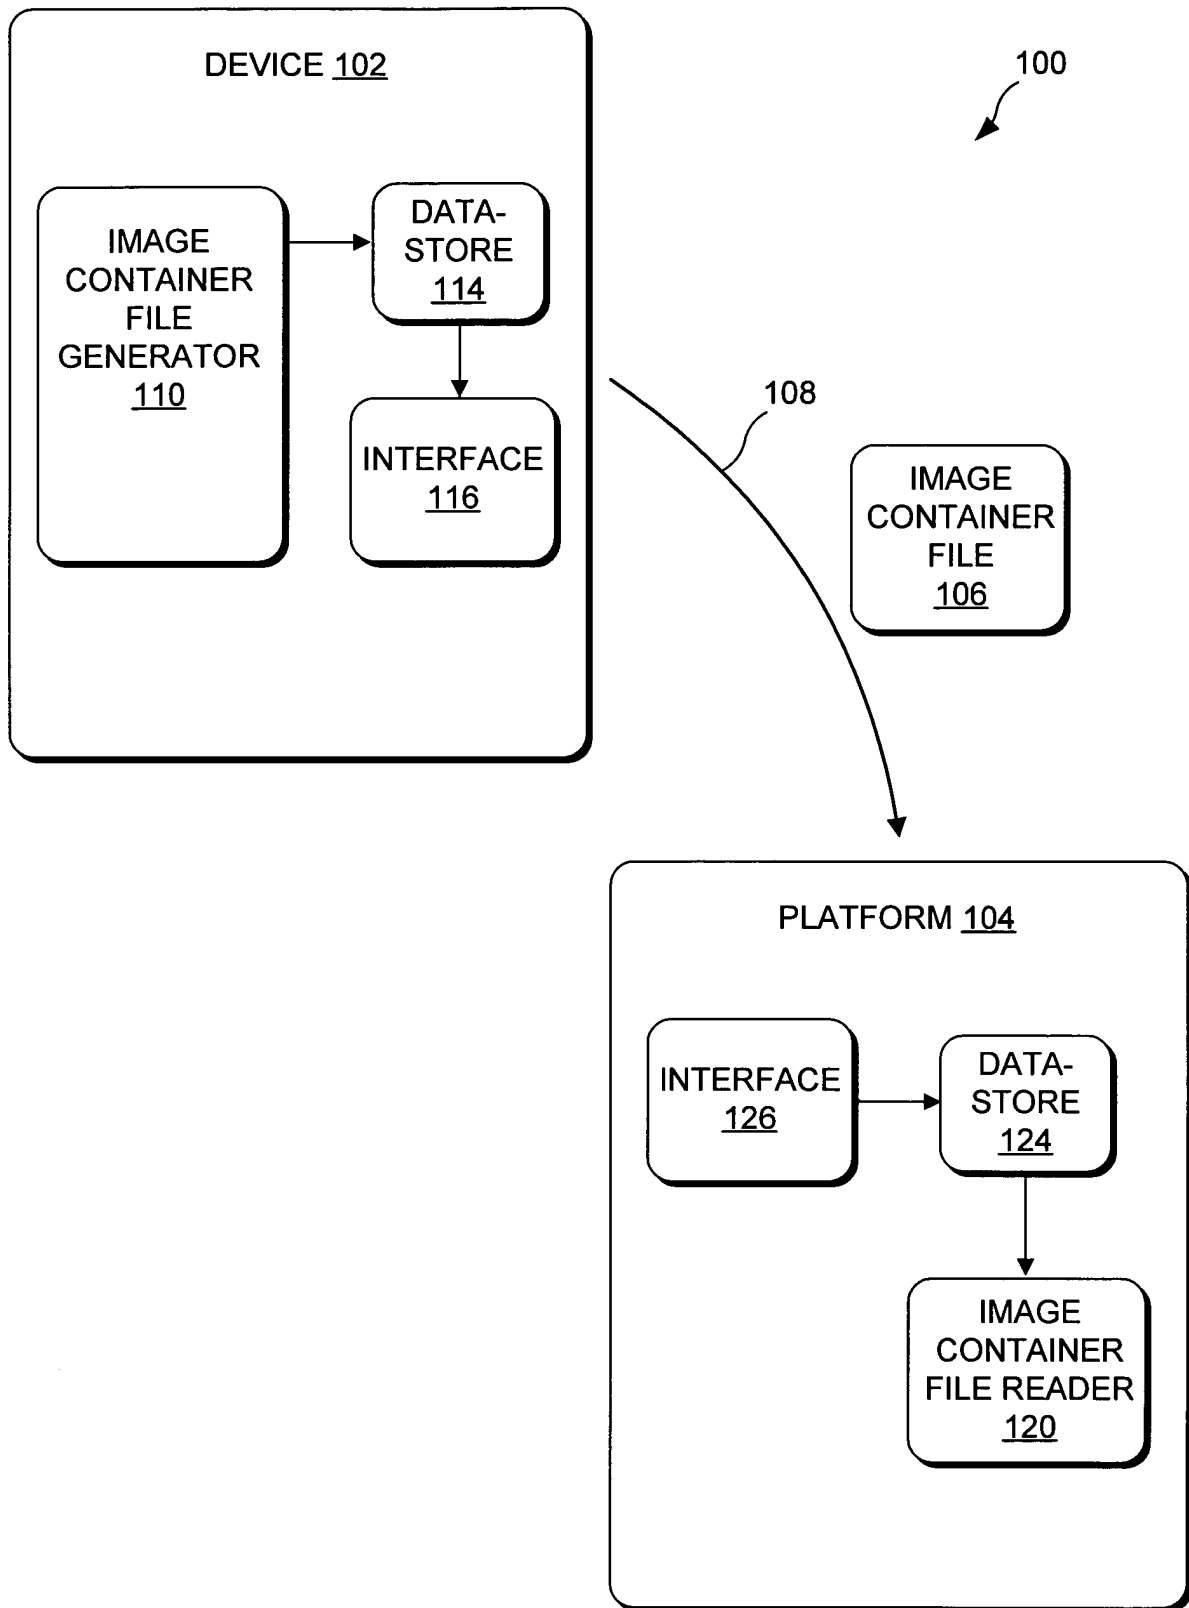 DEVICE 102
100
IMAGE
CONTAINER
FILE
GENERATOR
110
DATA-
STORE
114
INTERFACE
116
108
IMAGE
CONTAINER
FILE
106
PLATFORM 104
INTERFACE
126
DATA-
STORE
124
IMAGE
CONTAINER
FILE READER
120